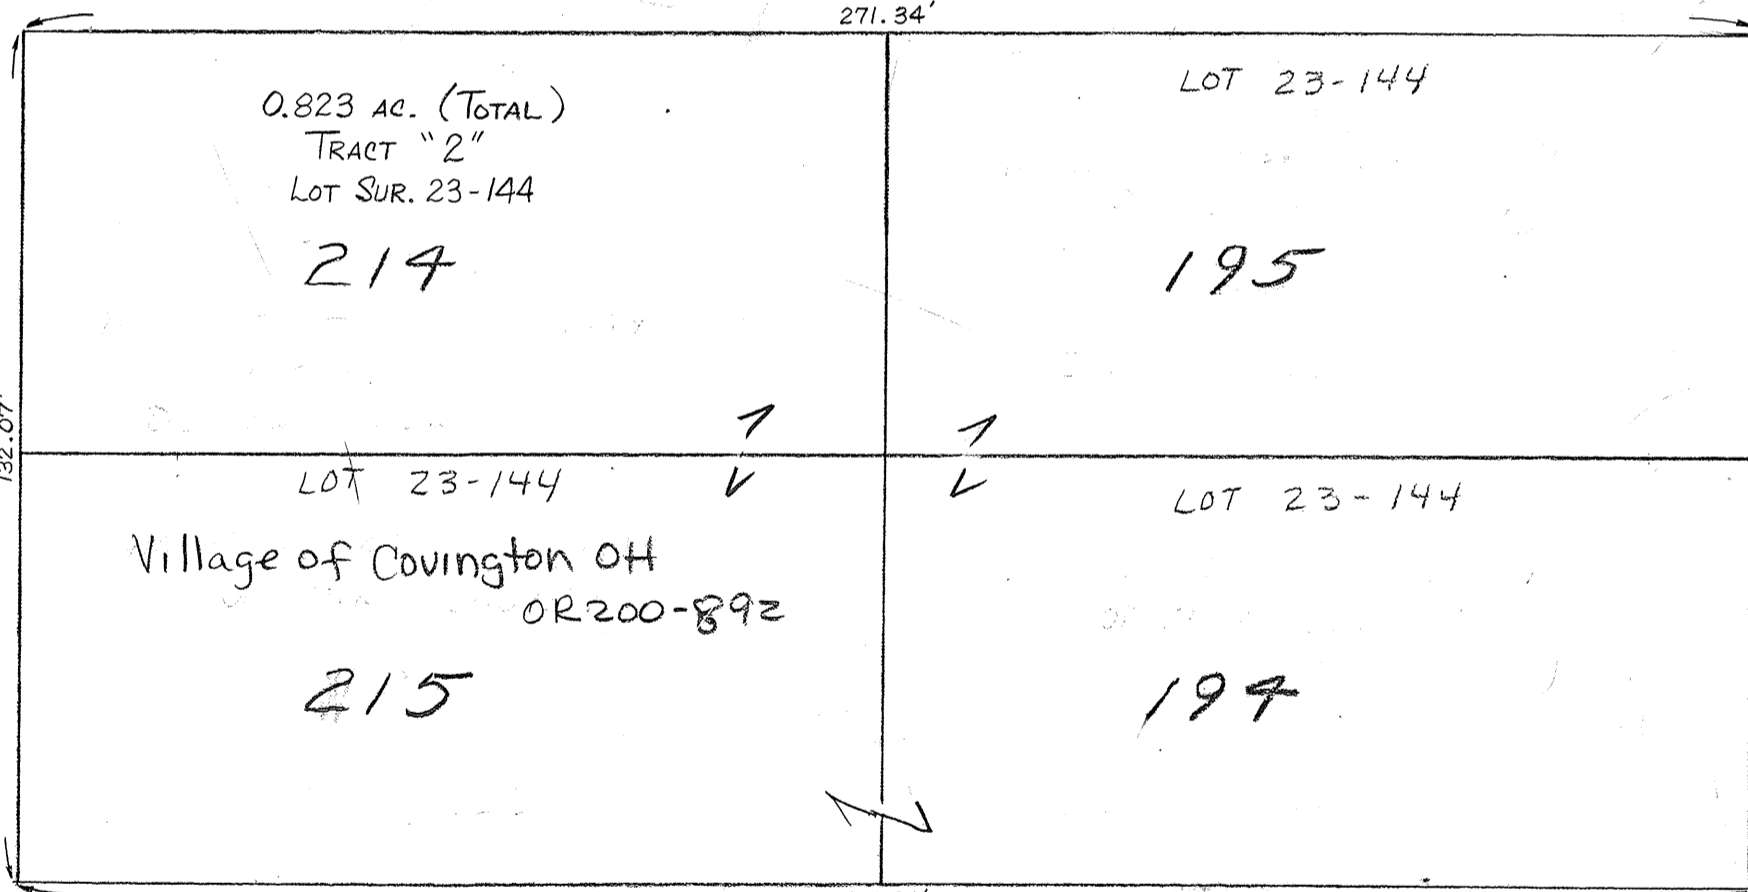 271.34'
0.823 AC. (TOTAL)
TRACT "2"
LOT SUR. 23-144
214
LOT 23-144
195
132.07'
LOT 23-144
Village of Covington OH
OR200-892
215
LOT 23-144
194